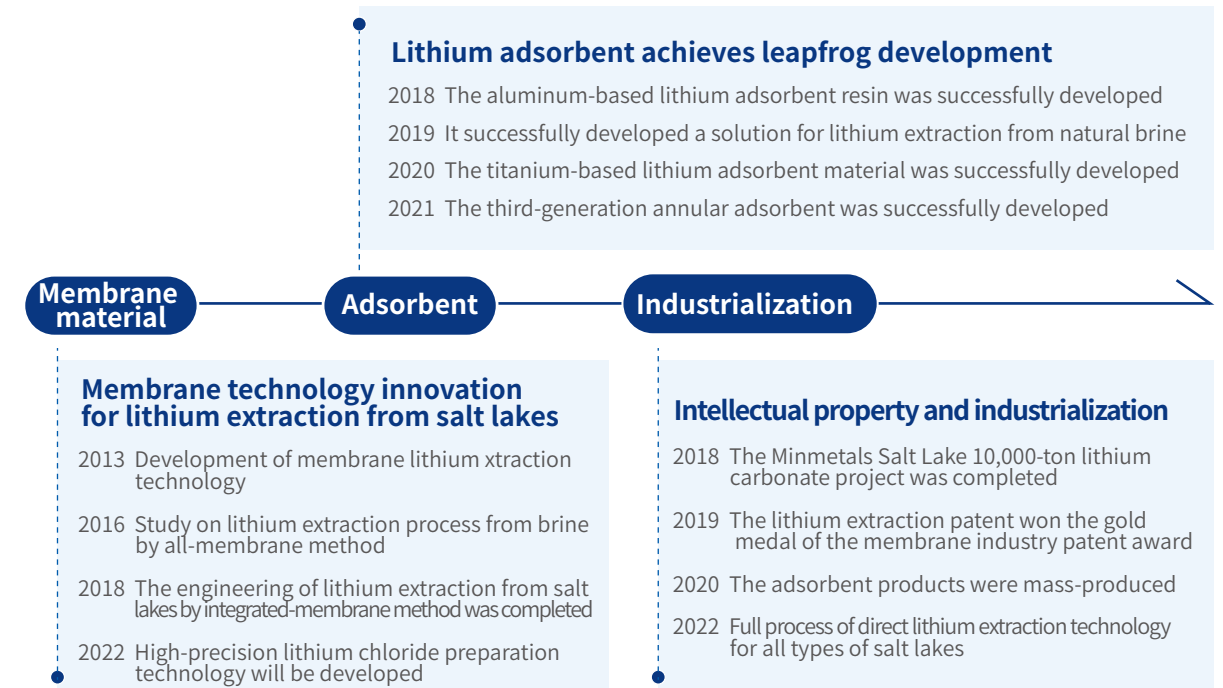 Lithium adsorbent achieves leapfrog development
2018 The aluminum-based lithium adsorbent resin was successfully developed
2019 It successfully developed a solution for lithium extraction from natural brine
2020 The titanium-based lithium adsorbent material was successfully developed
2021 The third-generation annular adsorbent was successfully developed
Membrane
material
Adsorbent
Industrialization
Membrane technology innovation
for lithium extraction from salt lakes
2013 Development of membrane lithium xtraction
technology
2016 Study on lithium extraction process from brine
by all-membrane method
2018 The engineering of lithium extraction from salt
lakes by integrated-membrane method was completed
2022 High-precision lithium chloride preparation
technology will be developed
Intellectual property and industrialization
2018 The Minmetals Salt Lake 10,000-ton lithium
carbonate project was completed
2019 The lithium extraction patent won the gold
medal of the membrane industry patent award
2020 The adsorbent products were mass-produced
2022 Full process of direct lithium extraction technology
for all types of salt lakes